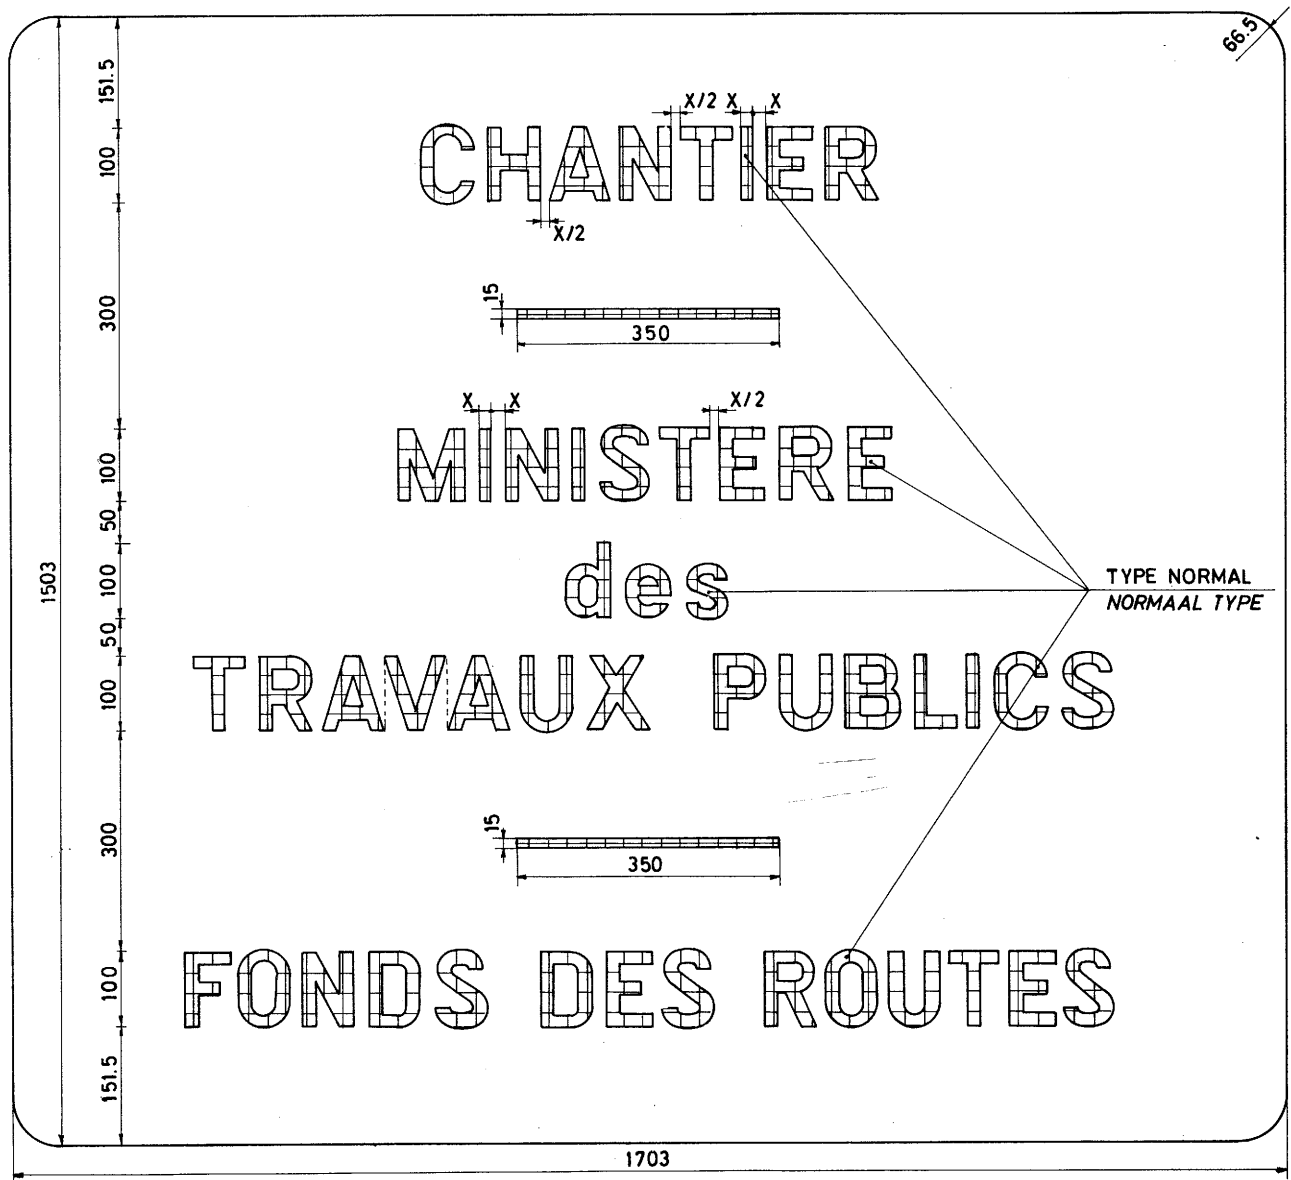 66.5
151.5
X/2 X X
CHANTIER
100
X/2
300
15
350
X X X/2
MINISTERE
100
50
des
100
1503
TYPE NORMAL
NORMAAL TYPE
50
TRAVAUX PUBLICS
100
300
15
350
FONDS DES ROUTES
100
151.5
1703